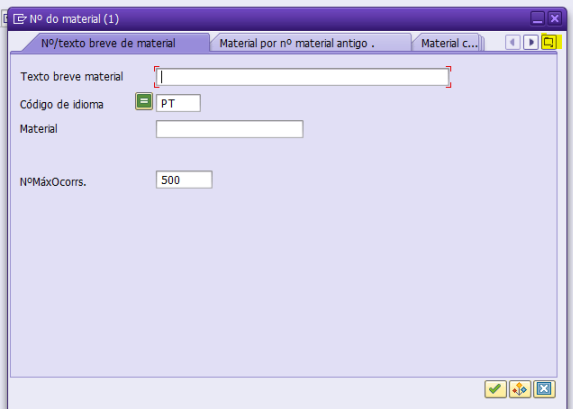 Nº do material (1)
Nº/texto breve de material
Material por nº material antigo .
Material c...
Texto breve material
Código de idioma
PT
Material
NºMáxOcorrs.
500